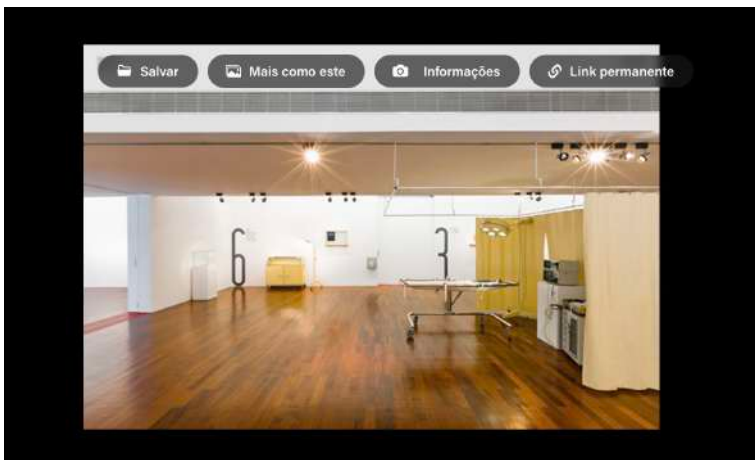 Salvar
Mais como este
Informações
Link permanente
6
3